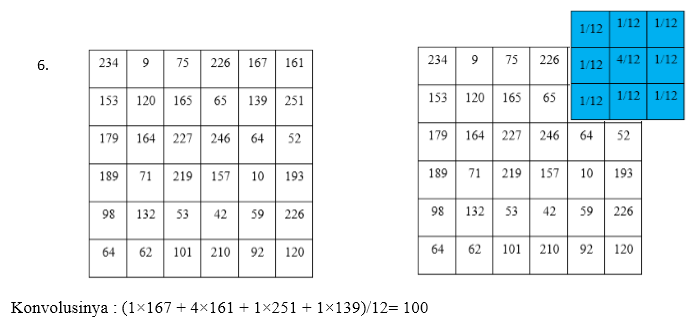 6.
234 9 75 226 167 161
153 120 165 65 139 251
179 164 227 246 64 52
189 71 219 157 10 193
98 132 53 42 59 226
64 62 101 210 92 120
1/12 1/12 1/12
234 9 75 226 1/12 4/12 1/12
153 120 165 65 1/12 1/12 1/12
179 164 227 246 64 52
189 71 219 157 10 193
98 132 53 42 59 226
64 62 101 210 92 120
Konvolusinya : (1×167 + 4×161 + 1×251 + 1×139)/12= 100